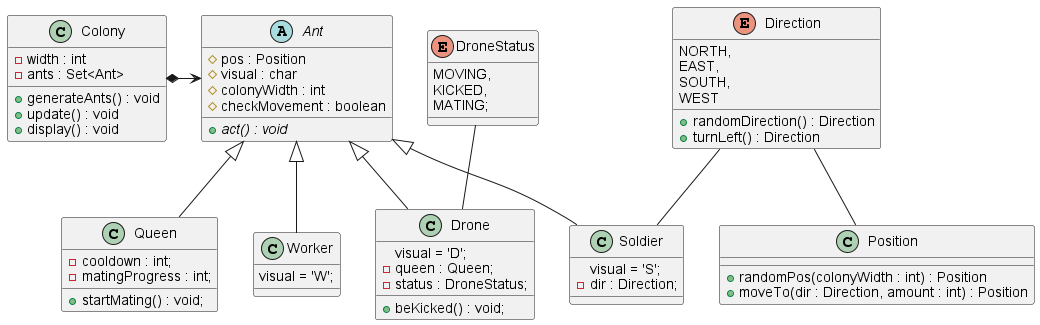 C Colony
width : int
ants : Set<Ant>
generateAnts() : void
update() : void
display() : void
A Ant
pos : Position
visual : char
colonyWidth : int
checkMovement : boolean
act() : void
E DroneStatus
MOVING,
KICKED,
MATING;
E Direction
NORTH,
EAST,
SOUTH,
WEST
randomDirection() : Direction
turnLeft() : Direction
C Queen
cooldown : int;
matingProgress : int;
startMating() : void;
C Worker
visual = 'W';
C Drone
visual = 'D';
queen : Queen;
status : DroneStatus;
beKicked() : void;
C Soldier
visual = 'S';
dir : Direction;
C Position
randomPos(colonyWidth : int) : Position
moveTo(dir : Direction, amount : int) : Position